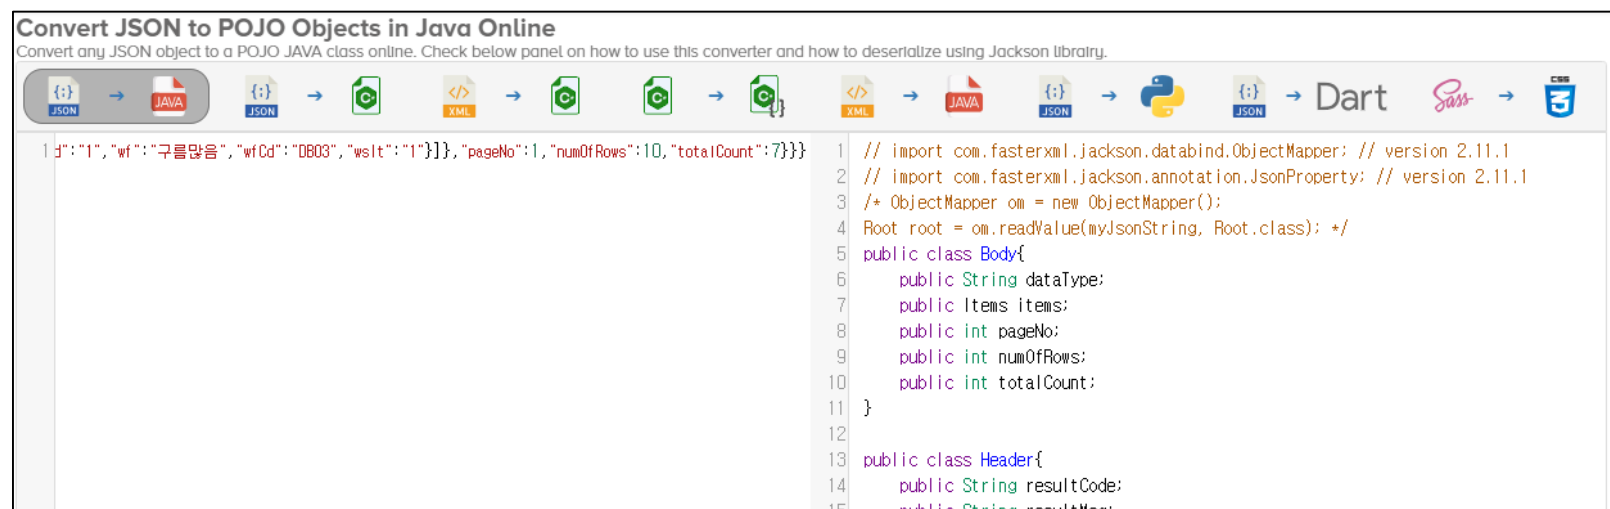 Convert JSON to POJO Objects in Java Online
Convert any JSON object to a POJO JAVA class online. Check below panel on how to use this converter and how to deserialize using Jackson librairy.
{:} JSON → JAVA {:} JSON → C </> XML → C C → C {} </> XML → JAVA {:} JSON → {:} JSON → Dart Sass → CSS 3
1 d":"1","wf":"구름많음","wfCd":"DB03","wsIt":"1"}]},"pageNo":1,"numOfRows":10,"totalCount":7}}}
1 // import com.fasterxml.jackson.databind.ObjectMapper; // version 2.11.1
2 // import com.fasterxml.jackson.annotation.JsonProperty; // version 2.11.1
3 /* ObjectMapper om = new ObjectMapper();
4 Root root = om.readValue(myJsonString, Root.class); */
5 public class Body{
6 public String dataType;
7 public Items items;
8 public int pageNo;
9 public int numOfRows;
10 public int totalCount;
11 }
12
13 public class Header{
14 public String resultCode;
15 public String resultMsg;